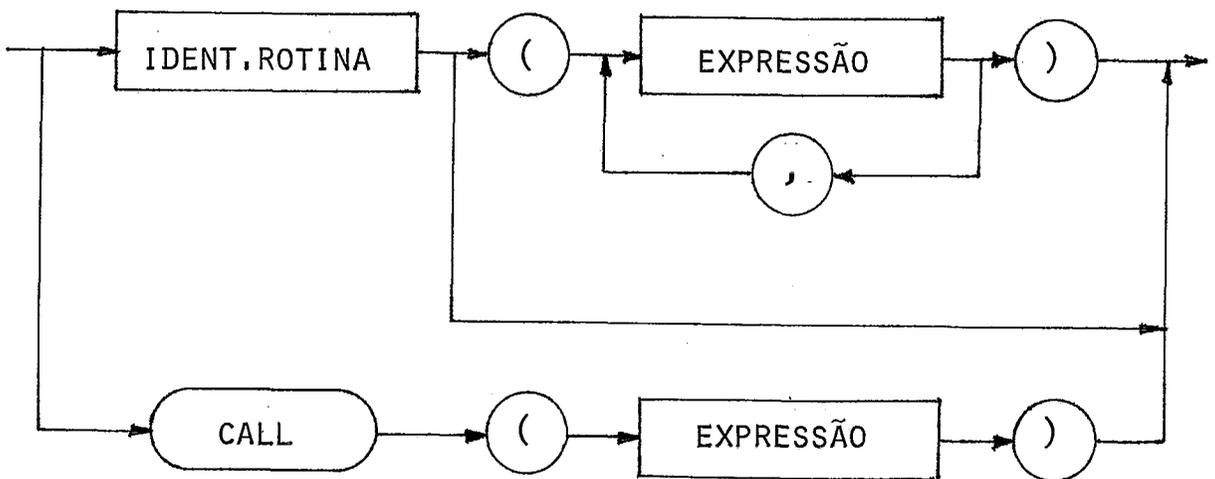 IDENT.ROTINA ( EXPRESSÃO )
,
CALL ( EXPRESSÃO )